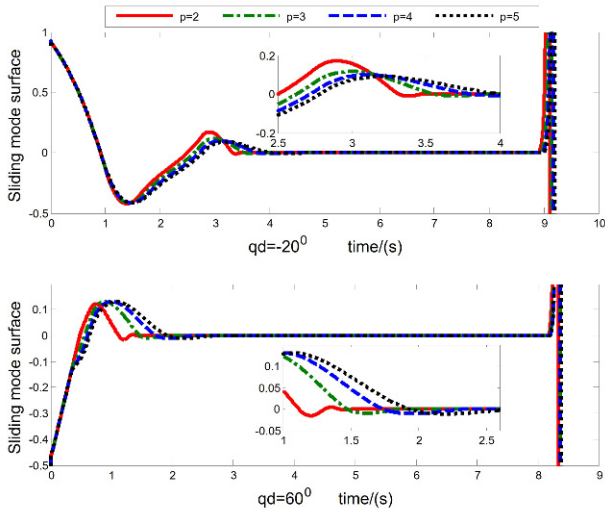 p=2 p=3 p=4 p=5
Sliding mode surface
1
0.5
0
-0.5
0.2
0
-0.2
2.5 3 3.5 4
0 1 2 3 4 5 6 7 8 9 10
qd=-20⁰ time/(s)
Sliding mode surface
0.1
0
-0.1
-0.2
-0.3
-0.4
-0.5
0.1
0.05
0
-0.05
1 1.5 2 2.5
0 1 2 3 4 5 6 7 8 9
qd=60⁰ time/(s)